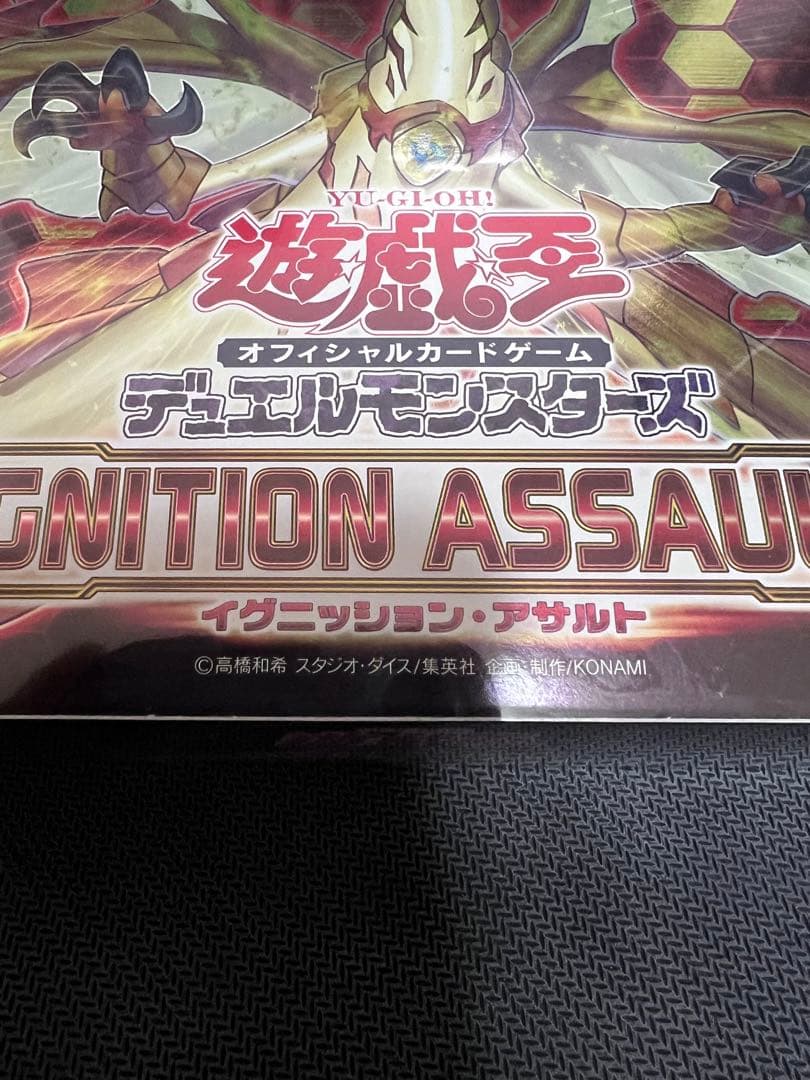 YU-GI-OH!
遊戯王
オフィシャルカードゲーム
デュエルモンスターズ
IGNITION ASSAUL
イグニッション・アサルト
©高橋和希 スタジオ・ダイス/集英社 企画・制作/KONAMI